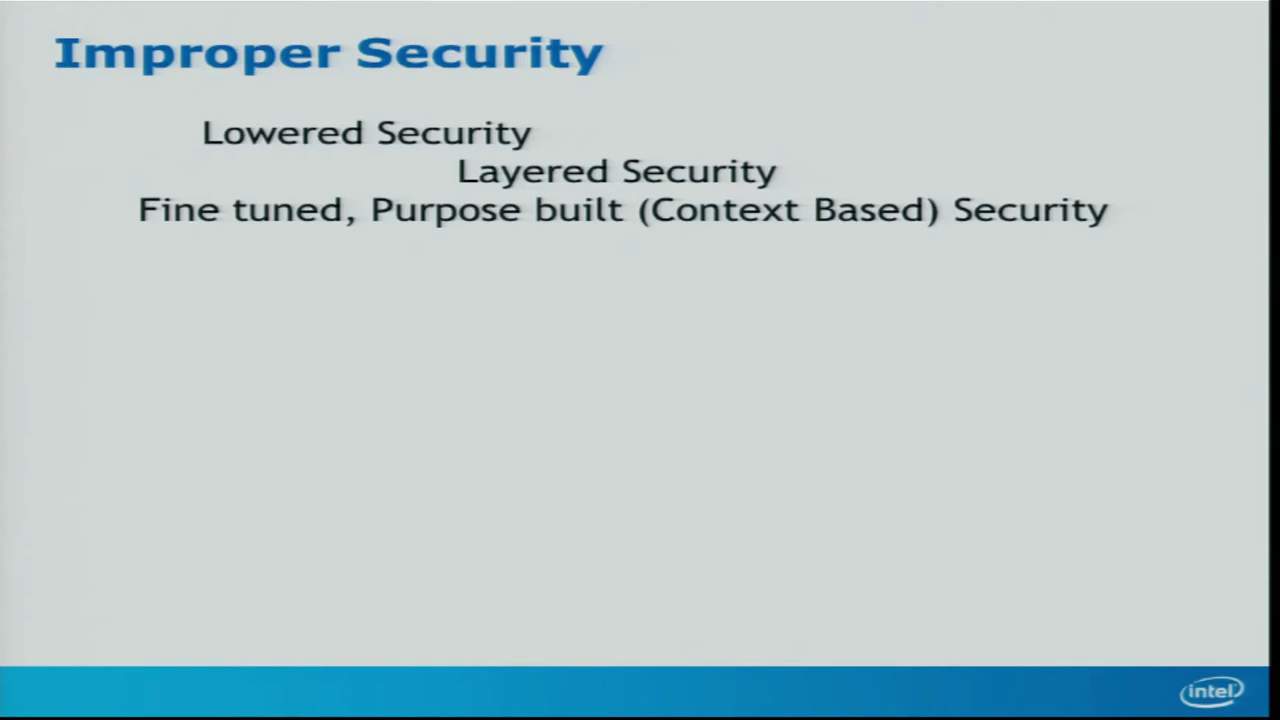 Improper Security
Lowered Security
Layered Security
Fine tuned, Purpose built (Context Based) Security
intel